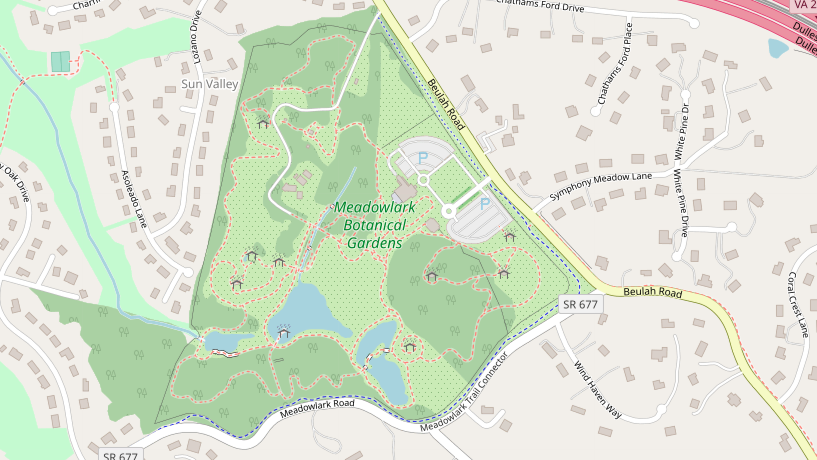 Chathams Ford Drive
VA 2
Dulles
Dulle
Lozano Drive
Sun Valley
Beulah Road
Chathams Ford Place
White Pine Dr
P
Symphony Meadow Lane
y Oak Drive
Asoleado Lane
White Pine Drive
P
Meadowlark
Botanical
Gardens
Beulah Road
SR 677
Coral Crest Lane
Wind Haven Way
Meadowlark Trail Connector
Meadowlark Road
SR 677